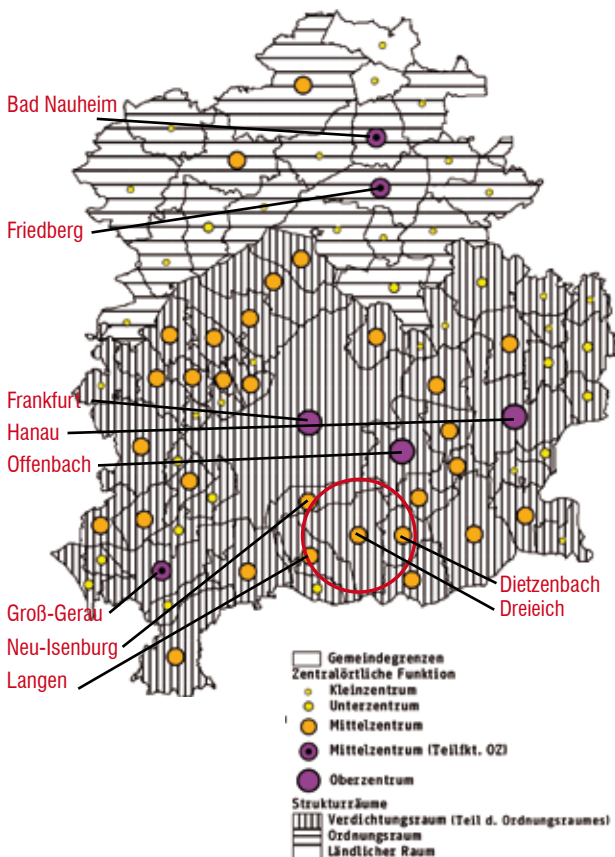 Bad Nauheim
Friedberg
Frankfurt
Hanau
Offenbach
Dietzenbach
Dreieich
Groß-Gerau
Neu-Isenburg
Langen
Gemeindegrenzen
Zentralörtliche Funktion
Kleinzentrum
Unterzentrum
Mittelzentrum
Mittelzentrum (Teilfkt. OZ)
Oberzentrum
Strukturräume
Verdichtungsraum (Teil d. Ordnungsraumes)
Ordnungsraum
Ländlicher Raum